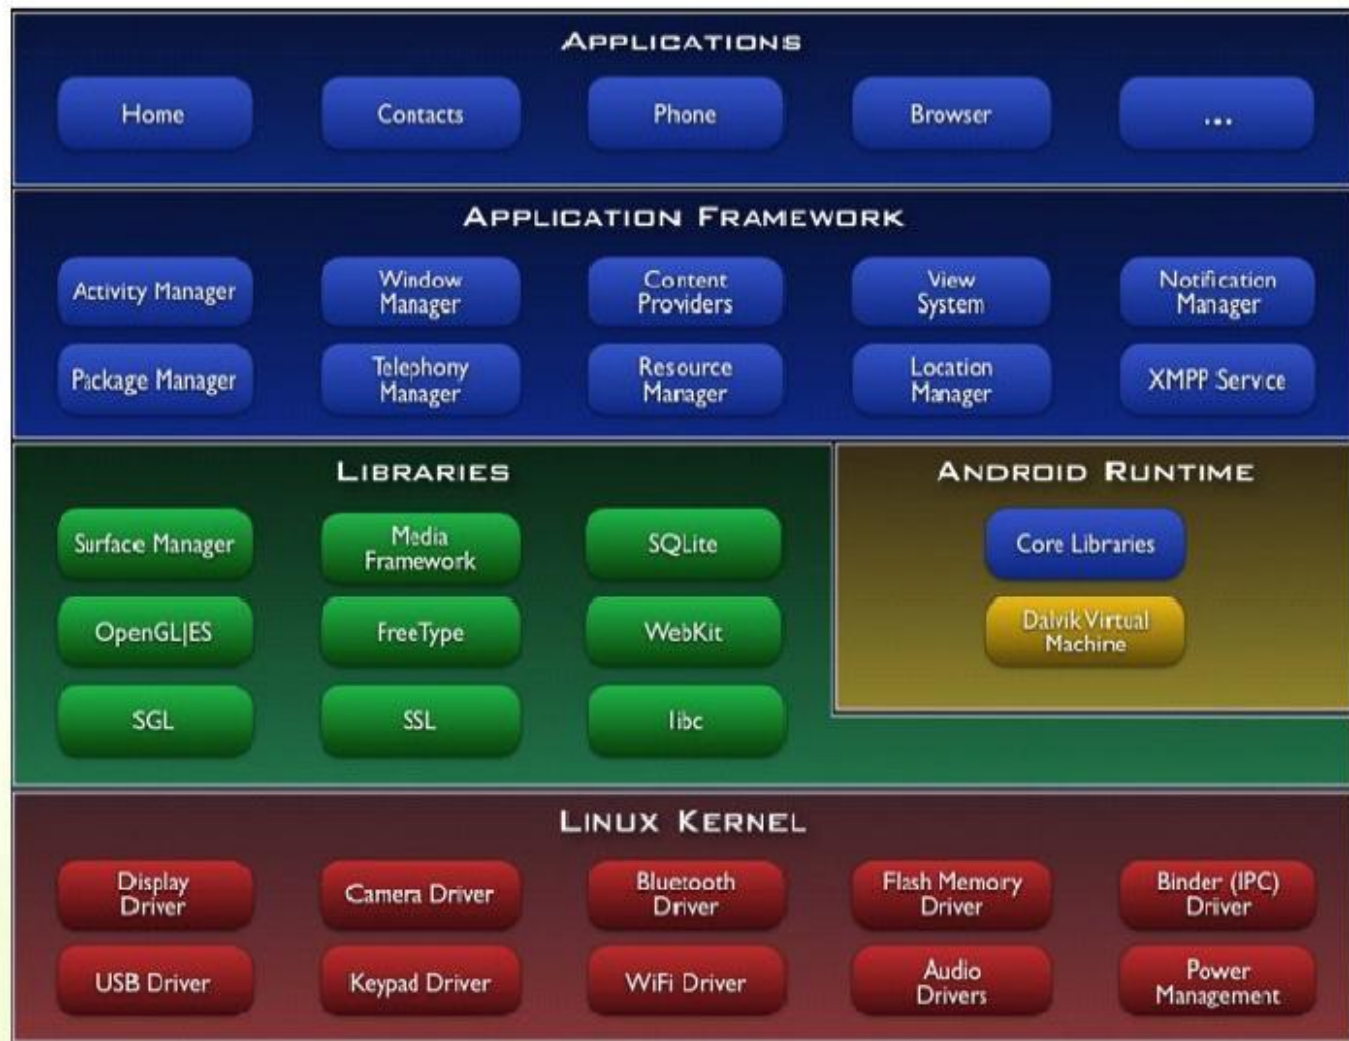 APPLICATIONS
Home
Contacts
Phone
Browser
...
APPLICATION FRAMEWORK
Activity Manager
Window
Manager
Content
Providers
View
System
Notification
Manager
Package Manager
Telephony
Manager
Resource
Manager
Location
Manager
XMPP Service
LIBRARIES
Surface Manager
Media
Framework
SQLite
OpenGL|ES
FreeType
WebKit
SGL
SSL
libc
ANDROID RUNTIME
Core Libraries
Dalvik Virtual
Machine
LINUX KERNEL
Display
Driver
Camera Driver
Bluetooth
Driver
Flash Memory
Driver
Binder (IPC)
Driver
USB Driver
Keypad Driver
WiFi Driver
Audio
Drivers
Power
Management